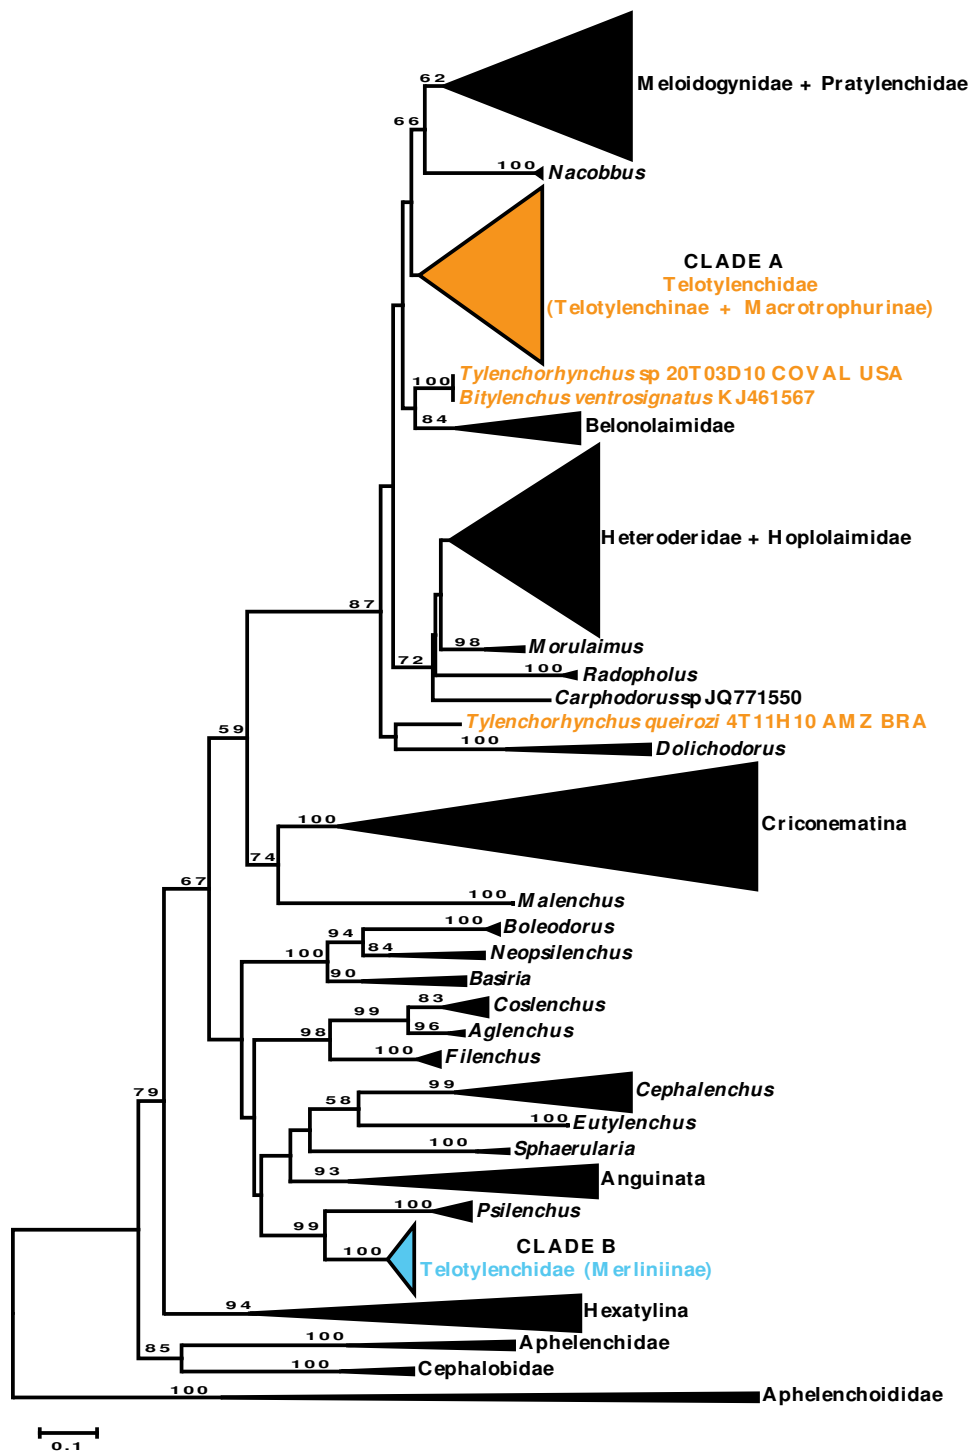 62
Meloidogynidae + Pratylenchidae
66
100
Nacobbus
CLADE A
Telotylenchidae
(Telotylenchinae + Macrotrophurinae)
100
Tylenchorhynchus sp 20T03D10 COVAL USA
Bitylenchus ventrosignatus KJ461567
84
Belonolaimidae
Heteroderidae + Hoplolaimidae
87
98
Morulaimus
72
100
Radopholus
Carphodorus sp JQ771550
Tylenchorhynchus queirozi 4T11H10 AMZ BRA
59
100
Dolichodorus
100
Criconematina
74
67
100
Malenchus
100
Boleodorus
94
84
Neopsilenchus
100
90
Basiria
83
Coslenchus
99
96
Aglenchus
98
100
Filenchus
79
99
Cephalenchus
58
100
Eutylenchus
100
Sphaerularia
93
Anguinata
100
Psilenchus
99
CLADE B
100
Telotylenchidae (Merliniinae)
94
Hexatylina
100
Aphelenchidae
85
100
Cephalobidae
100
Aphelenchoididae
0.1